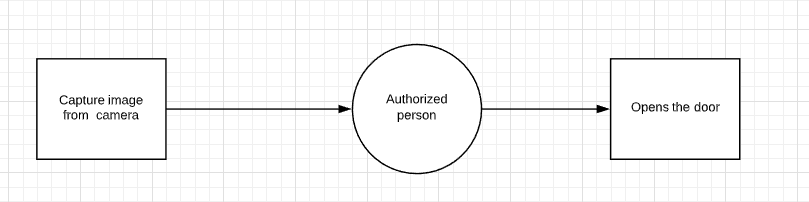 Capture image
from camera
Authorized
person
Opens the door